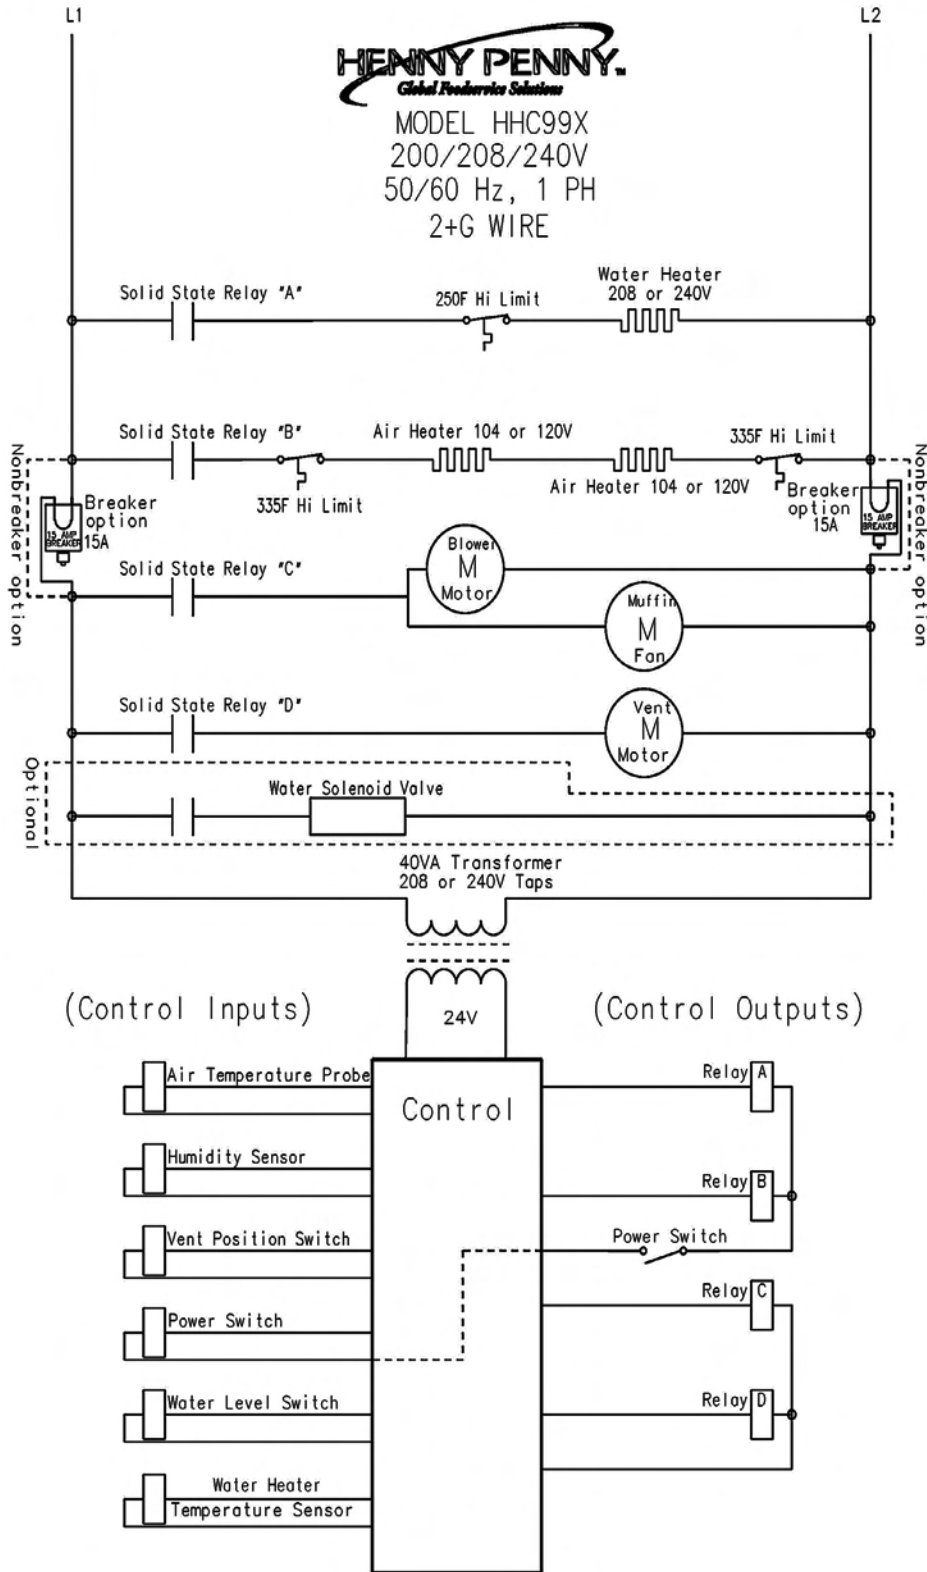 L1
L2
HENNY PENNY™
Global Foodservice Solutions
MODEL HHC99X
200/208/240V
50/60 Hz, 1 PH
2+G WIRE
Solid State Relay "A"
250F Hi Limit
Water Heater
208 or 240V
Solid State Relay "B"
335F Hi Limit
Air Heater 104 or 120V
Air Heater 104 or 120V
335F Hi Limit
Nonbreaker option
Breaker
option
15A
15 AMP
BREAKER
Breaker
option
15A
15 AMP
BREAKER
Nonbreaker option
Solid State Relay "C"
Blower
M
Motor
Muffin
M
Fan
Solid State Relay "D"
Vent
M
Motor
Optional
Water Solenoid Valve
40VA Transformer
208 or 240V Taps
24V
(Control Inputs)
(Control Outputs)
Control
Air Temperature Probe
Humidity Sensor
Vent Position Switch
Power Switch
Water Level Switch
Water Heater
Temperature Sensor
Relay A
Relay B
Power Switch
Relay C
Relay D